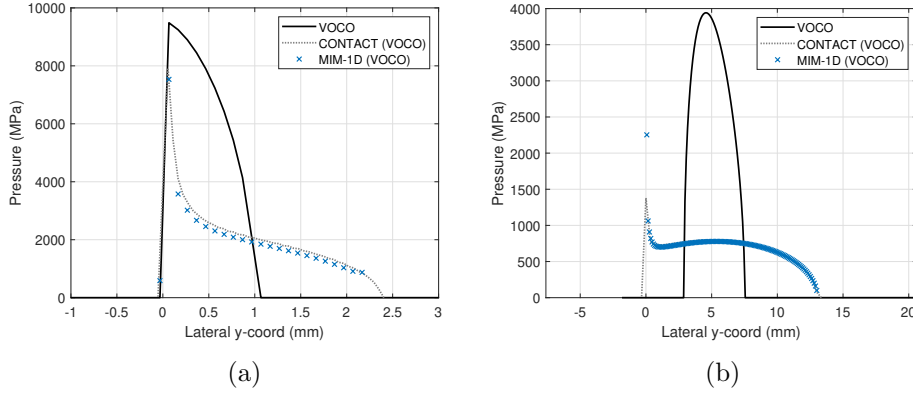 VOCO
CONTACT (VOCO)
MIM-1D (VOCO)
Pressure (MPa)
10000
8000
6000
4000
2000
0
-1 -0.5 0 0.5 1 1.5 2 2.5 3
Lateral y-coord (mm)
(a)
VOCO
CONTACT (VOCO)
MIM-1D (VOCO)
Pressure (MPa)
4000
3500
3000
2500
2000
1500
1000
500
0
-5 0 5 10 15 20
Lateral y-coord (mm)
(b)